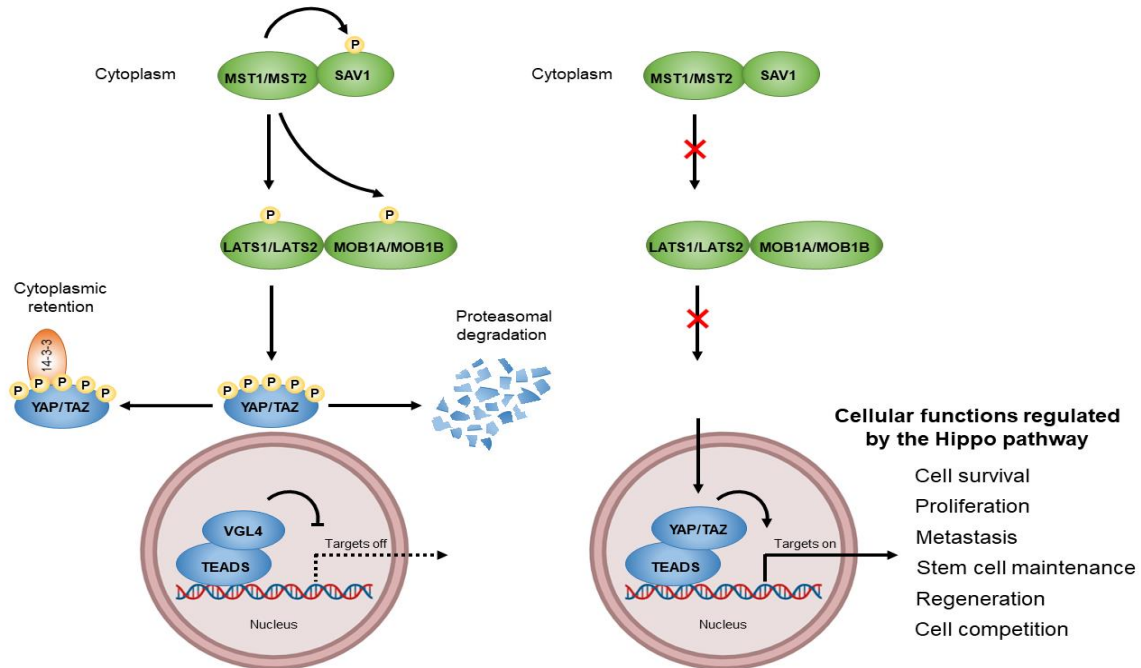 P
Cytoplasm
MST1/MST2
SAV1
P
P
LATS1/LATS2
MOB1A/MOB1B
Cytoplasmic
retention
14-3-3
P P P P P
YAP/TAZ
P P P P P
YAP/TAZ
Proteasomal
degradation
VGL4
TEADS
Targets off
Nucleus
Cytoplasm
MST1/MST2
SAV1
LATS1/LATS2
MOB1A/MOB1B
YAP/TAZ
TEADS
Targets on
Nucleus
Cellular functions regulated
by the Hippo pathway
Cell survival
Proliferation
Metastasis
Stem cell maintenance
Regeneration
Cell competition